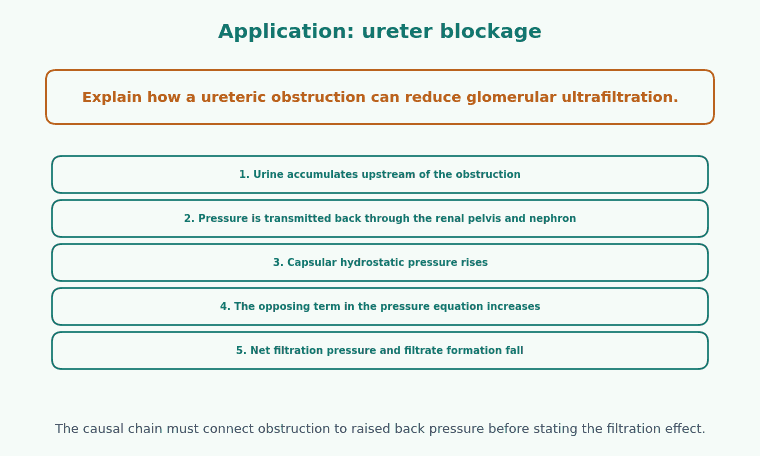 Application: ureter blockage
Explain how a ureteric obstruction can reduce glomerular ultrafiltration.
1. Urine accumulates upstream of the obstruction
2. Pressure is transmitted back through the renal pelvis and nephron
3. Capsular hydrostatic pressure rises
4. The opposing term in the pressure equation increases
5. Net filtration pressure and filtrate formation fall
The causal chain must connect obstruction to raised back pressure before stating the filtration effect.